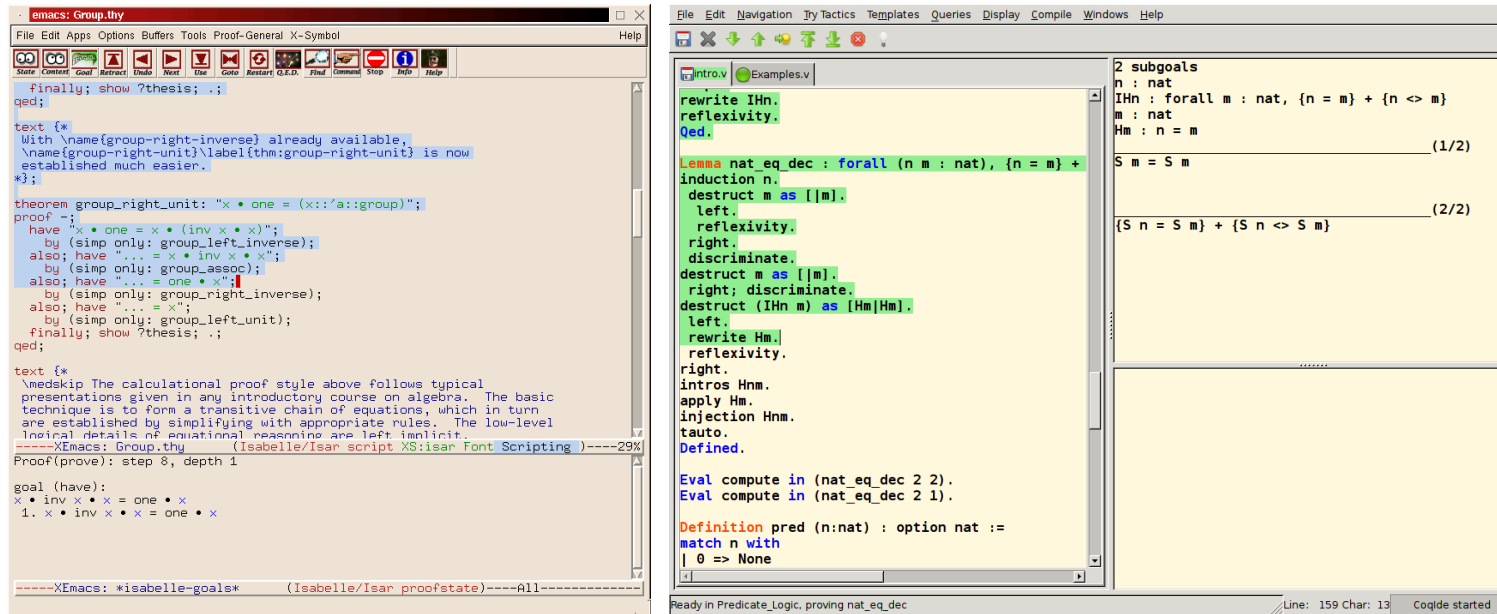 emacs: Group.thy
File Edit Apps Options Buffers Tools Proof-General X-Symbol Help
State Context Goal Retract Undo Next Use Goto Restart Q.E.D. Find Command Stop Info Help
finally; show ?thesis; .;
qed;
text {*
With \name{group-right-inverse} already available,
\name{group-right-unit}\label{thm:group-right-unit} is now
established much easier.
*};
theorem group_right_unit: "x • one = (x::´a::group)";
proof -;
have "x • one = x • (inv x • x)";
by (simp only: group_left_inverse);
also; have "... = x • inv x • x";
by (simp only: group_assoc);
also; have "... = one • x";
by (simp only: group_right_inverse);
also; have "... = x";
by (simp only: group_left_unit);
finally; show ?thesis; .;
qed;
text {*
\medskip The calculational proof style above follows typical
presentations given in any introductory course on algebra.  The basic
technique is to form a transitive chain of equations, which in turn
are established by simplifying with appropriate rules.  The low-level
logical details of equational reasoning are left implicit.
-----XEmacs: Group.thy      (Isabelle/Isar script XS:isar Font Scripting )----29%
Proof(prove): step 8, depth 1
goal (have):
x • inv x • x = one • x
1. x • inv x • x = one • x
-----XEmacs: *isabelle-goals*      (Isabelle/Isar proofstate)----All-------------
File Edit Navigation Try Tactics Templates Queries Display Compile Windows Help
intro.v Examples.v
rewrite IHn.
reflexivity.
Qed.
Lemma nat_eq_dec : forall (n m : nat), {n = m} +
induction n.
destruct m as [|m].
left.
reflexivity.
right.
discriminate.
destruct m as [|m].
right; discriminate.
destruct (IHn m) as [Hm|Hm].
left.
rewrite Hm.
reflexivity.
right.
intros Hnm.
apply Hm.
injection Hnm.
tauto.
Defined.
Eval compute in (nat_eq_dec 2 2).
Eval compute in (nat_eq_dec 2 1).
Definition pred (n:nat) : option nat :=
match n with
| 0 => None
2 subgoals
n : nat
IHn : forall m : nat, {n = m} + {n <> m}
m : nat
Hm : n = m
(1/2)
S m = S m
(2/2)
{S n = S m} + {S n <> S m}
Ready in Predicate_Logic, proving nat_eq_dec
Line: 159 Char: 13 CoqIde started